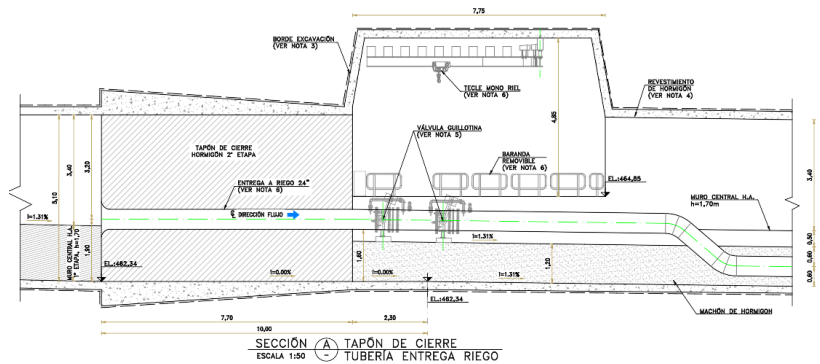 7,75
BORDE EXCAVACIÓN
(VER NOTA 3)
TECLE MONO RIEL
(VER NOTA 6)
REVESTIMIENTO
DE HORMIGÓN
(VER NOTA 4)
4,85
TAPÓN DE CIERRE
HORMIGÓN 2° ETAPA
VÁLVULA GUILLOTINA
(VER NOTA 5)
BARANDA
REMOVIBLE
(VER NOTA 6)
3,20
3,40
5,10
3,40
ENTREGA A RIEGO 24"
(VER NOTA 6)
EL.:464,85
MURO CENTRAL H.A.
h=1,70m
DIRECCIÓN FLUJO
i=1.31%
i=1.31%
MURO CENTRAL H.A.
1° ETAPA, h=1,70
1,90
1,60
1,20
0,50
0,60
0,60
EL.:462,34
i=0.00%
i=0.00%
i=1.31%
EL.:462,34
MACHÓN DE HORMIGON
7,70
2,30
10,00
SECCIÓN A TAPÓN DE CIERRE
ESCALA 1:50 - TUBERÍA ENTREGA RIEGO